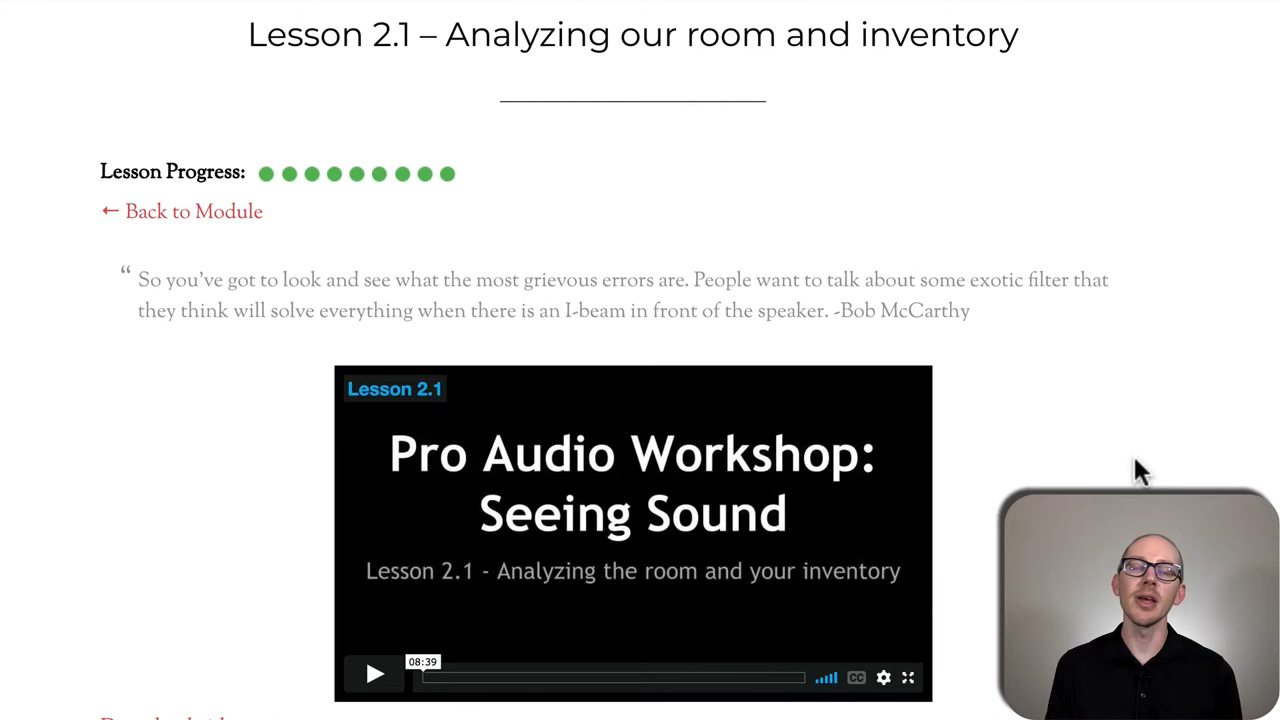 Lesson 2.1 – Analyzing our room and inventory
Lesson Progress:
← Back to Module
“ So you’ve got to look and see what the most grievous errors are. People want to talk about some exotic filter that
they think will solve everything when there is an I-beam in front of the speaker. -Bob McCarthy
Lesson 2.1
Pro Audio Workshop:
Seeing Sound
Lesson 2.1 - Analyzing the room and your inventory
08:39
CC